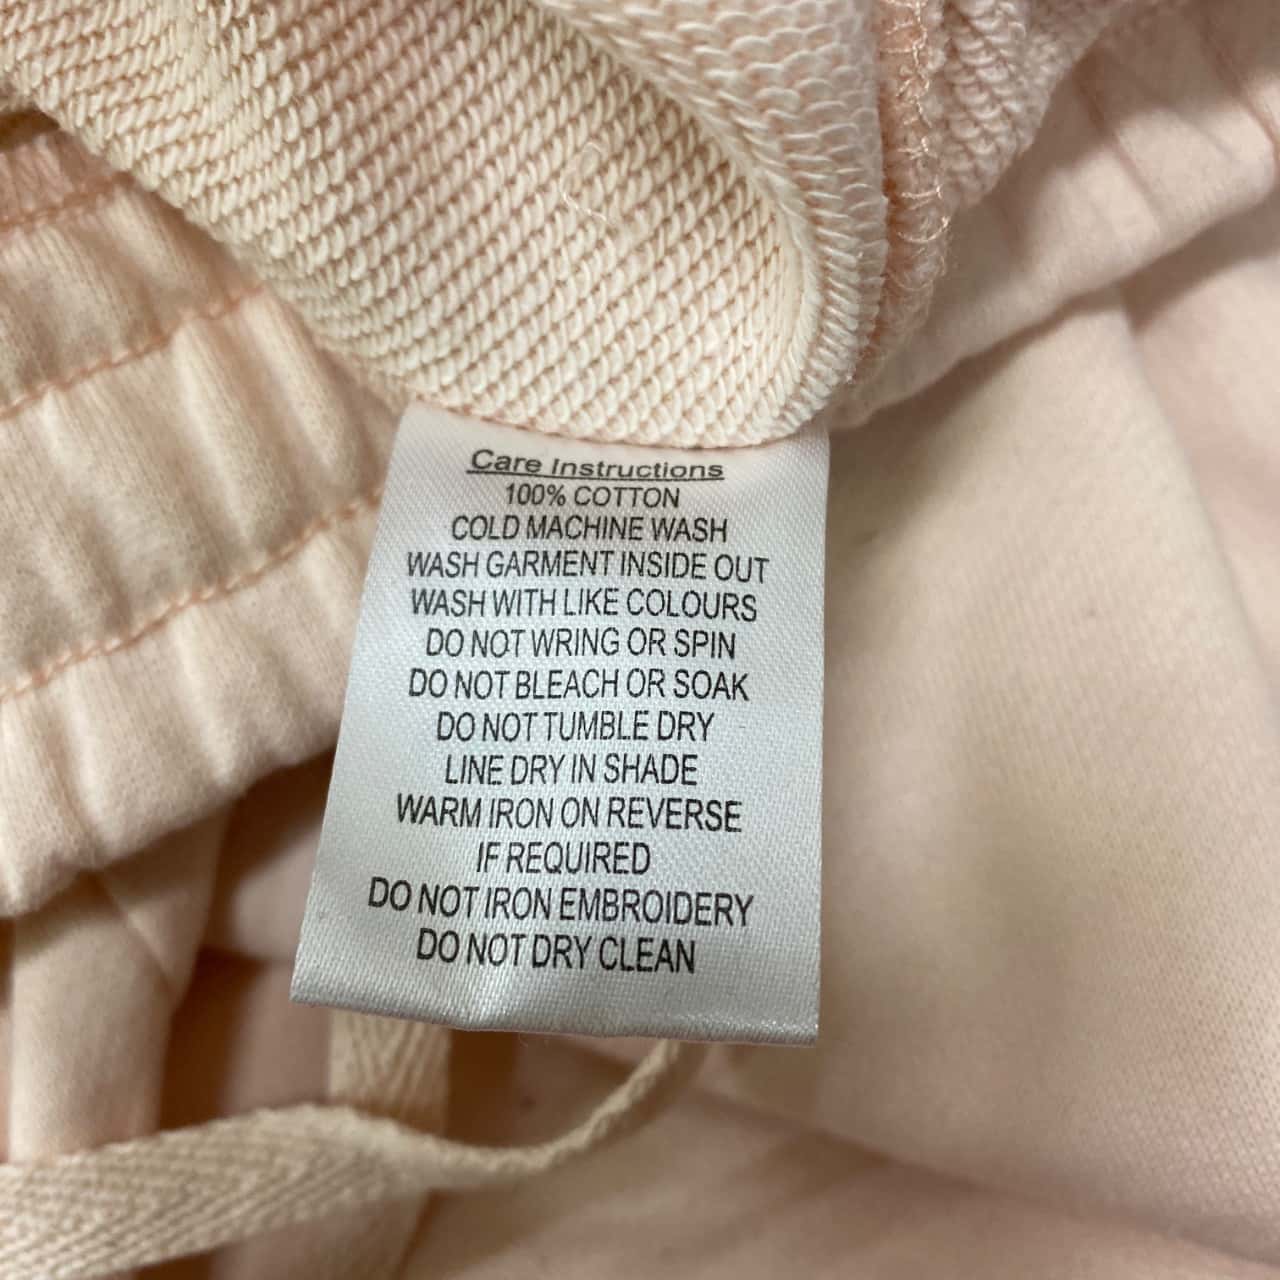 Care Instructions
100% COTTON
COLD MACHINE WASH
WASH GARMENT INSIDE OUT
WASH WITH LIKE COLOURS
DO NOT WRING OR SPIN
DO NOT BLEACH OR SOAK
DO NOT TUMBLE DRY
LINE DRY IN SHADE
WARM IRON ON REVERSE
IF REQUIRED
DO NOT IRON EMBROIDERY
DO NOT DRY CLEAN